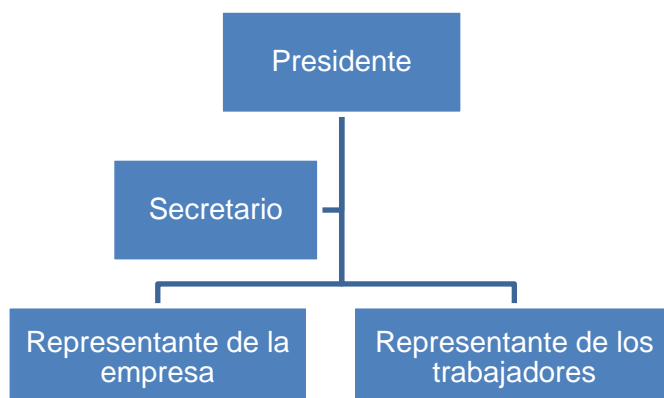 Presidente
Secretario
Representante de la
empresa
Representante de los
trabajadores